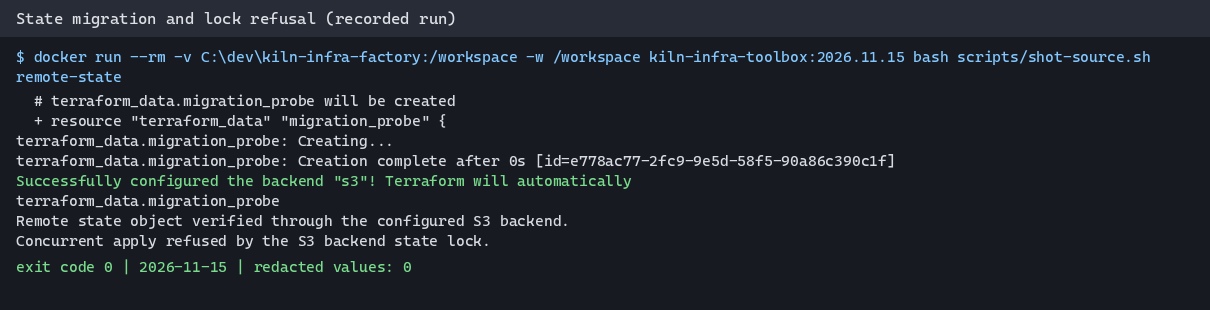 State migration and lock refusal (recorded run)
$ docker run --rm -v C:\dev\kiln-infra-factory:/workspace -w /workspace kiln-infra-toolbox:2026.11.15 bash scripts/shot-source.sh
remote-state
# terraform_data.migration_probe will be created
+ resource "terraform_data" "migration_probe" {
terraform_data.migration_probe: Creating...
terraform_data.migration_probe: Creation complete after 0s [id=e778ac77-2fc9-9e5d-58f5-90a86c390c1f]
Successfully configured the backend "s3"! Terraform will automatically
terraform_data.migration_probe
Remote state object verified through the configured S3 backend.
Concurrent apply refused by the S3 backend state lock.
exit code 0 | 2026-11-15 | redacted values: 0